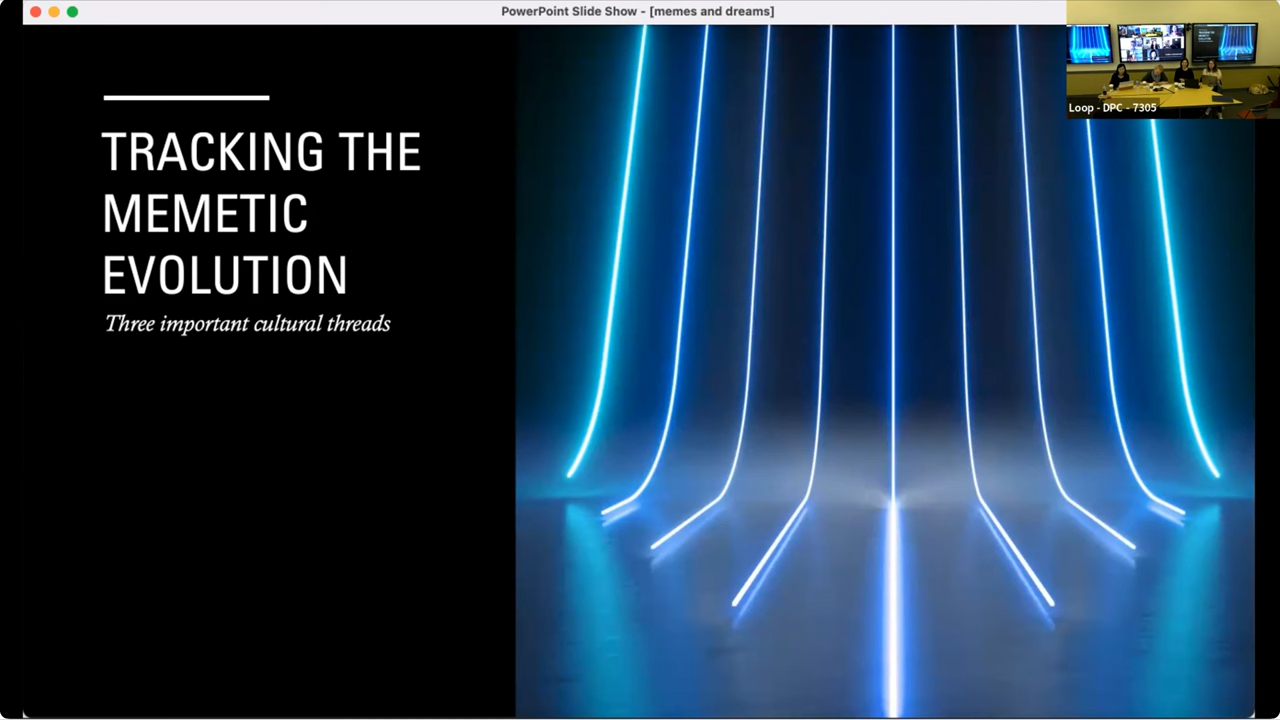 PowerPoint Slide Show - [memes and dreams]
TRACKING THE
MEMETIC
EVOLUTION
Three important cultural threads
Loop - DPC - 7305